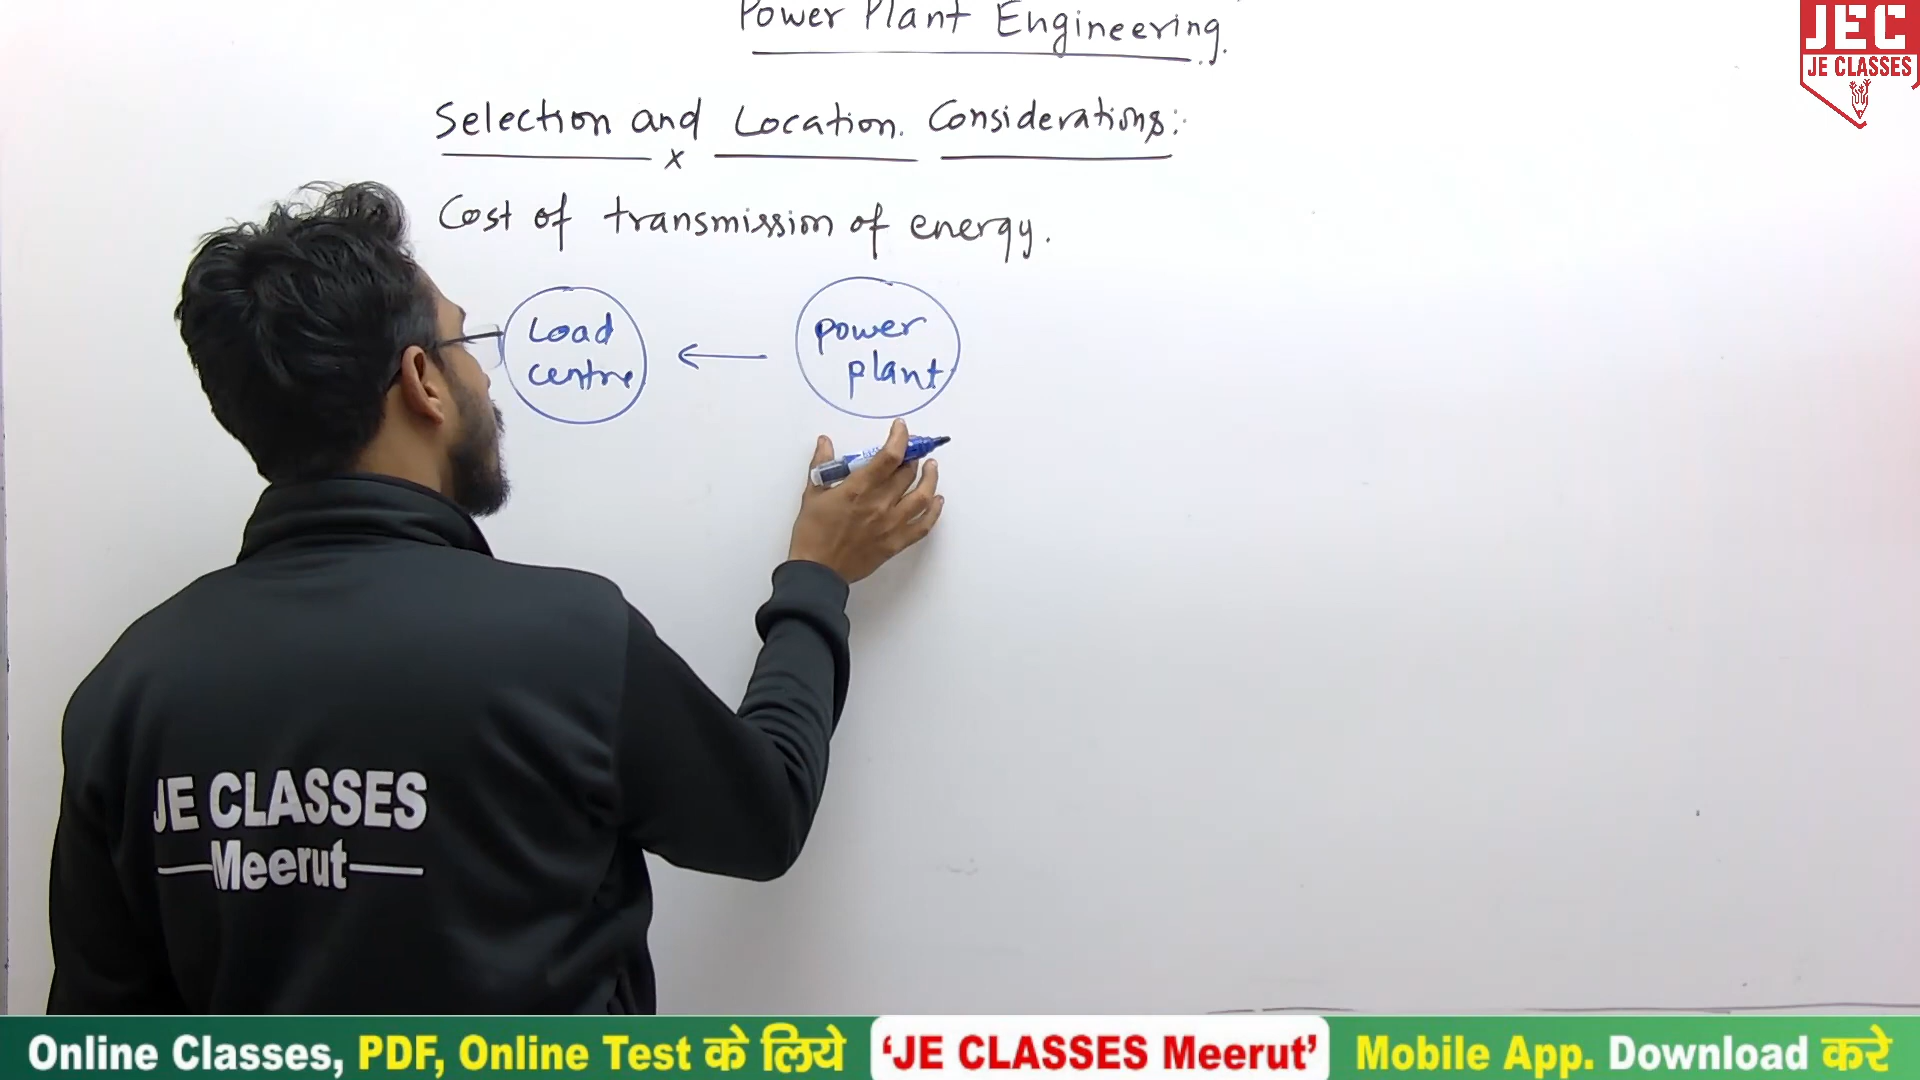 Power Plant Engineering.
JEC
JE CLASSES
Selection and Location. Considerations:
x
Cost of transmission of energy.
Load
centre
power
plant
JE CLASSES
Meerut
Online Classes, PDF, Online Test के लिये 'JE CLASSES Meerut' Mobile App. Download करे